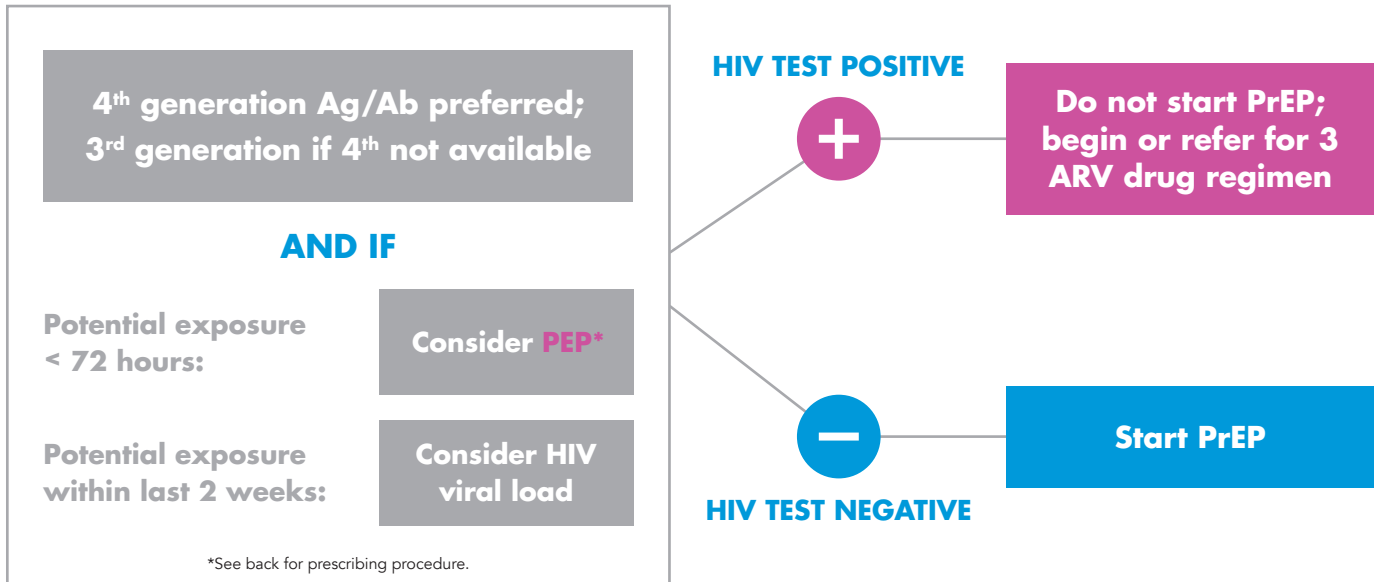 4th generation Ag/Ab preferred;
3rd generation if 4th not available
AND IF
Potential exposure
< 72 hours:
Consider PEP*
Potential exposure
within last 2 weeks:
Consider HIV
viral load
*See back for prescribing procedure.
HIV TEST POSITIVE
+
Do not start PrEP;
begin or refer for 3
ARV drug regimen
−
HIV TEST NEGATIVE
Start PrEP